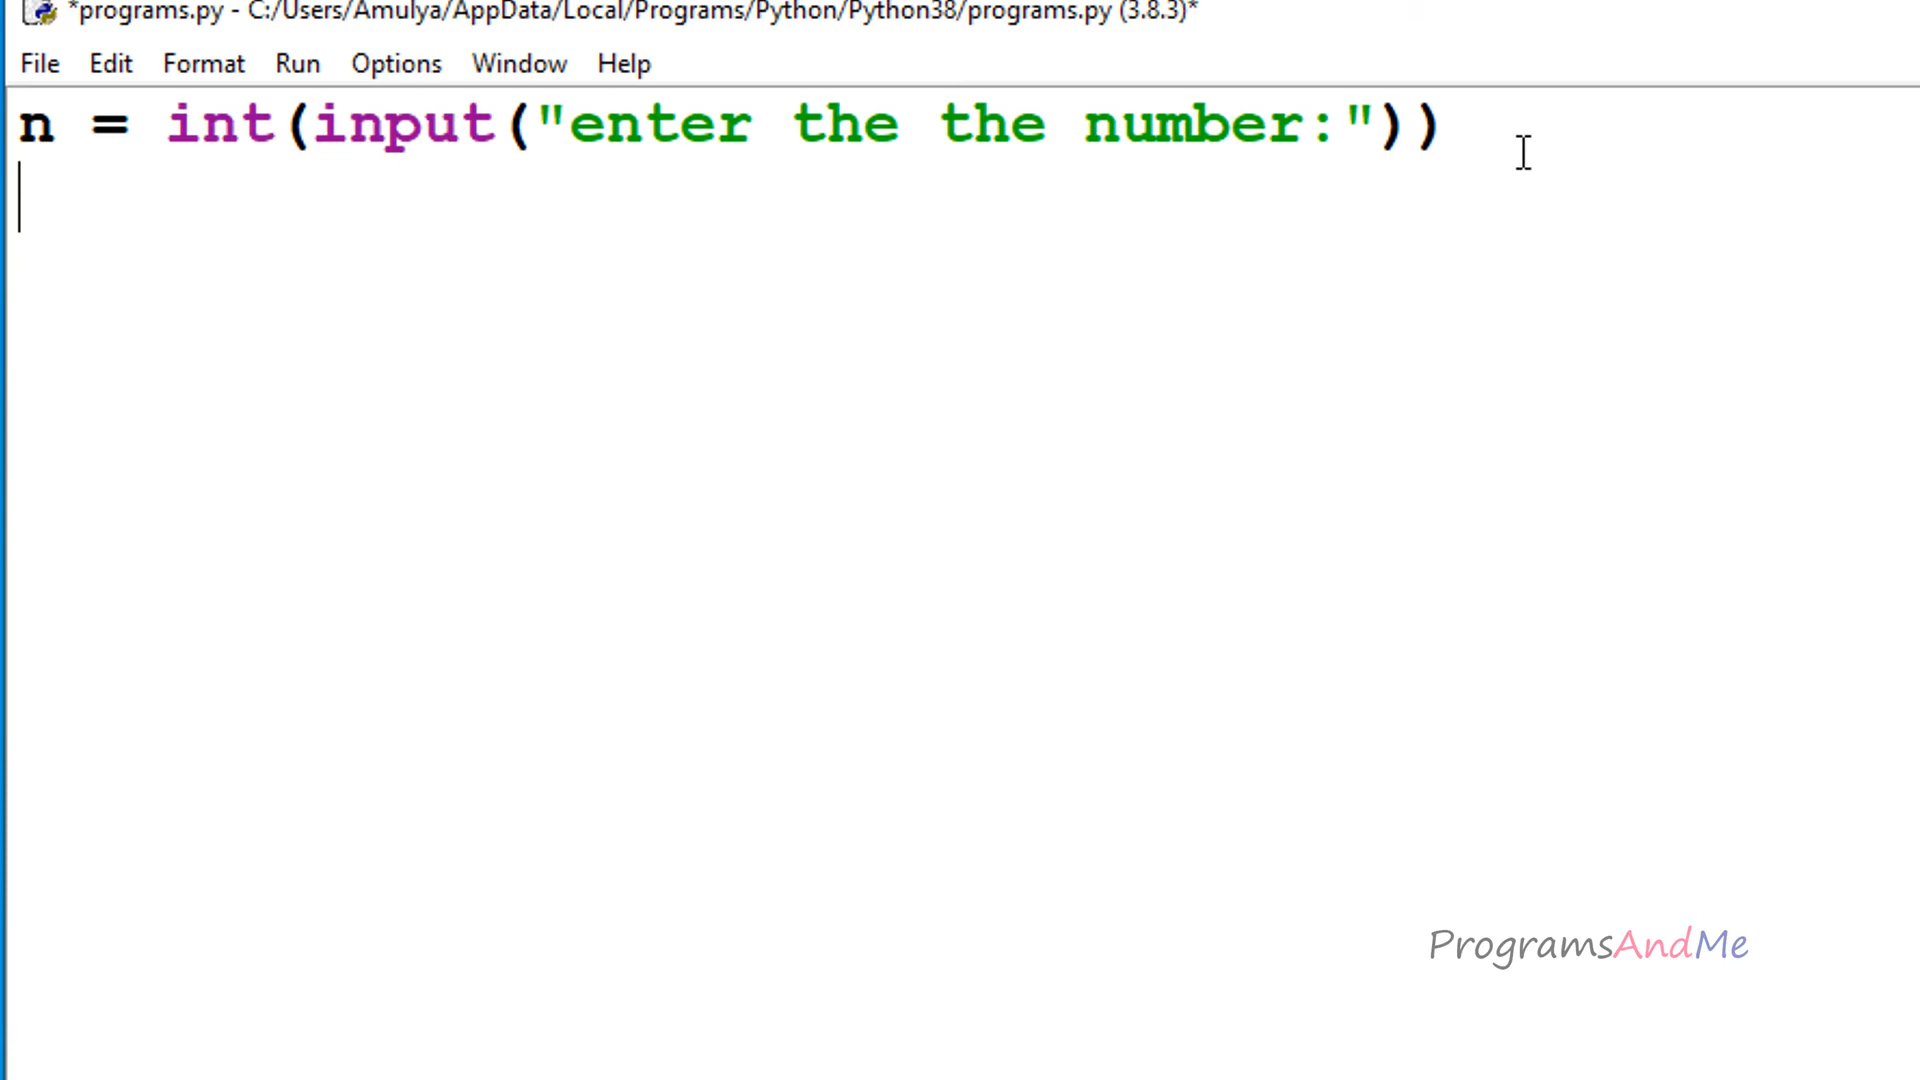 *programs.py - C:/Users/Amulya/AppData/Local/Programs/Python/Python38/programs.py (3.8.3)*
File Edit Format Run Options Window Help
n = int(input("enter the the number:"))
ProgramsAndMe